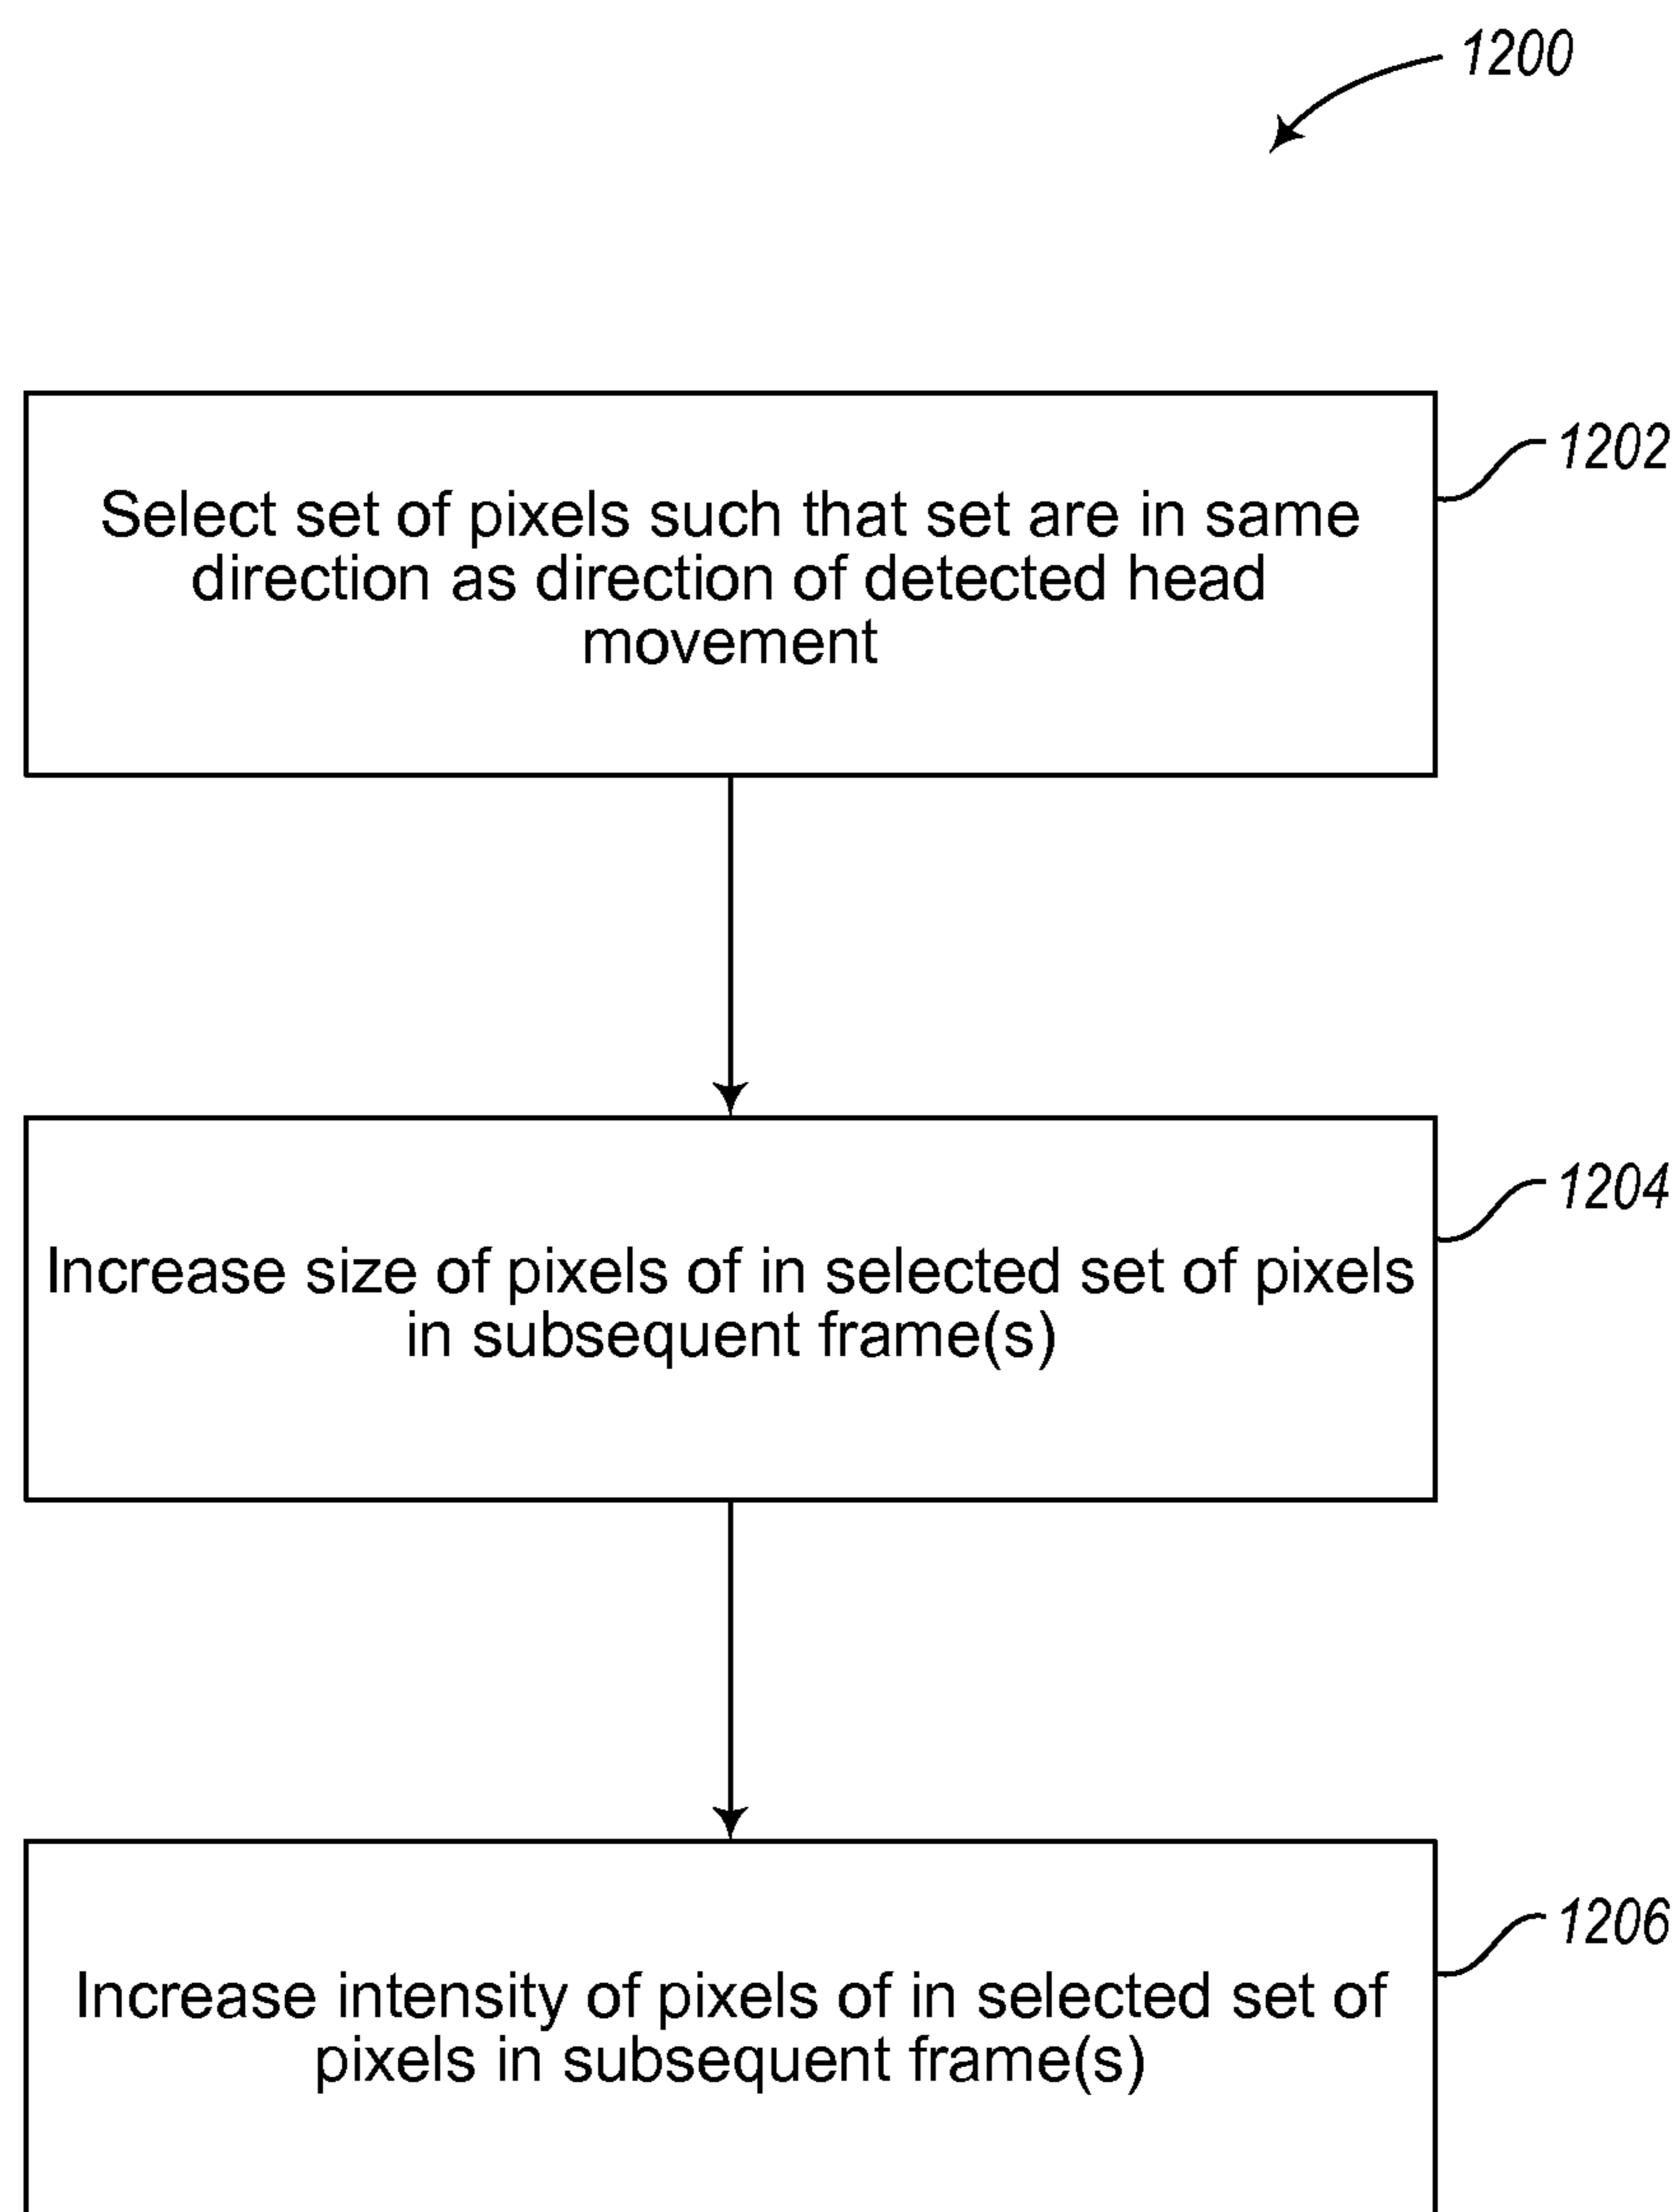 1200
1202
Select set of pixels such that set are in same
direction as direction of detected head
movement
1204
Increase size of pixels of in selected set of pixels
in subsequent frame(s)
1206
Increase intensity of pixels of in selected set of
pixels in subsequent frame(s)